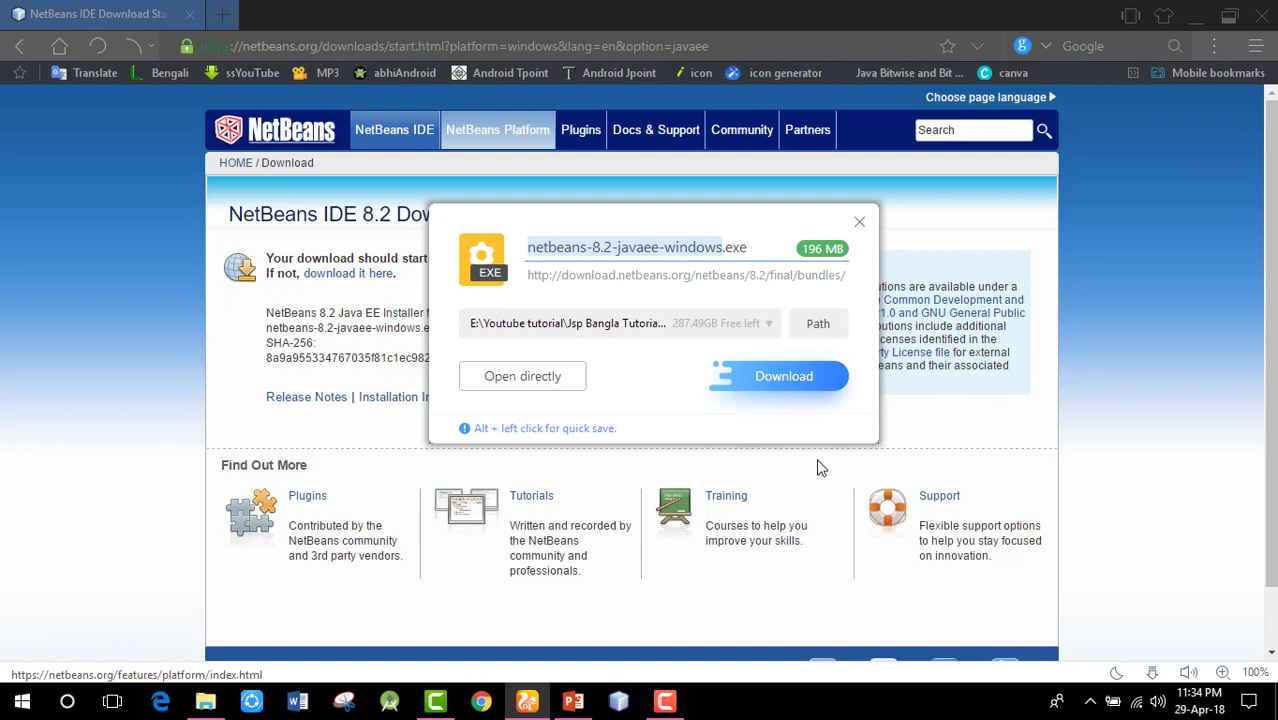 NetBeans IDE Download Sta
https://netbeans.org/downloads/start.html?platform=windows&lang=en&option=javaee
Google
Translate
Bengali
ssYouTube
MP3
abhiAndroid
Android Tpoint
Android Jpoint
icon
icon generator
Java Bitwise and Bit ...
canva
Mobile bookmarks
Choose page language
NetBeans
NetBeans IDE
NetBeans Platform
Plugins
Docs & Support
Community
Partners
Search
HOME / Download
NetBeans IDE 8.2 Dow
Your download should start
If not, download it here.
NetBeans 8.2 Java EE Installer f
netbeans-8.2-javaee-windows.e
SHA-256:
8a9a955334767035f81c1ec982
Release Notes | Installation In
utions are available under a
Common Development and
v1.0 and GNU General Public
butions include additional
icenses identified in the
rty License file for external
eans and their associated
netbeans-8.2-javaee-windows.exe
196 MB
EXE
http://download.netbeans.org/netbeans/8.2/final/bundles/
E:\Youtube tutorial\Jsp Bangla Tutoria...
287.49GB Free left
Path
Open directly
Download
Alt + left click for quick save.
Find Out More
Plugins
Contributed by the
NetBeans community
and 3rd party vendors.
Tutorials
Written and recorded by
the NetBeans
community and
professionals.
Training
Courses to help you
improve your skills.
Support
Flexible support options
to help you stay focused
on innovation.
https://netbeans.org/features/platform/index.html
100%
11:34 PM
29-Apr-18